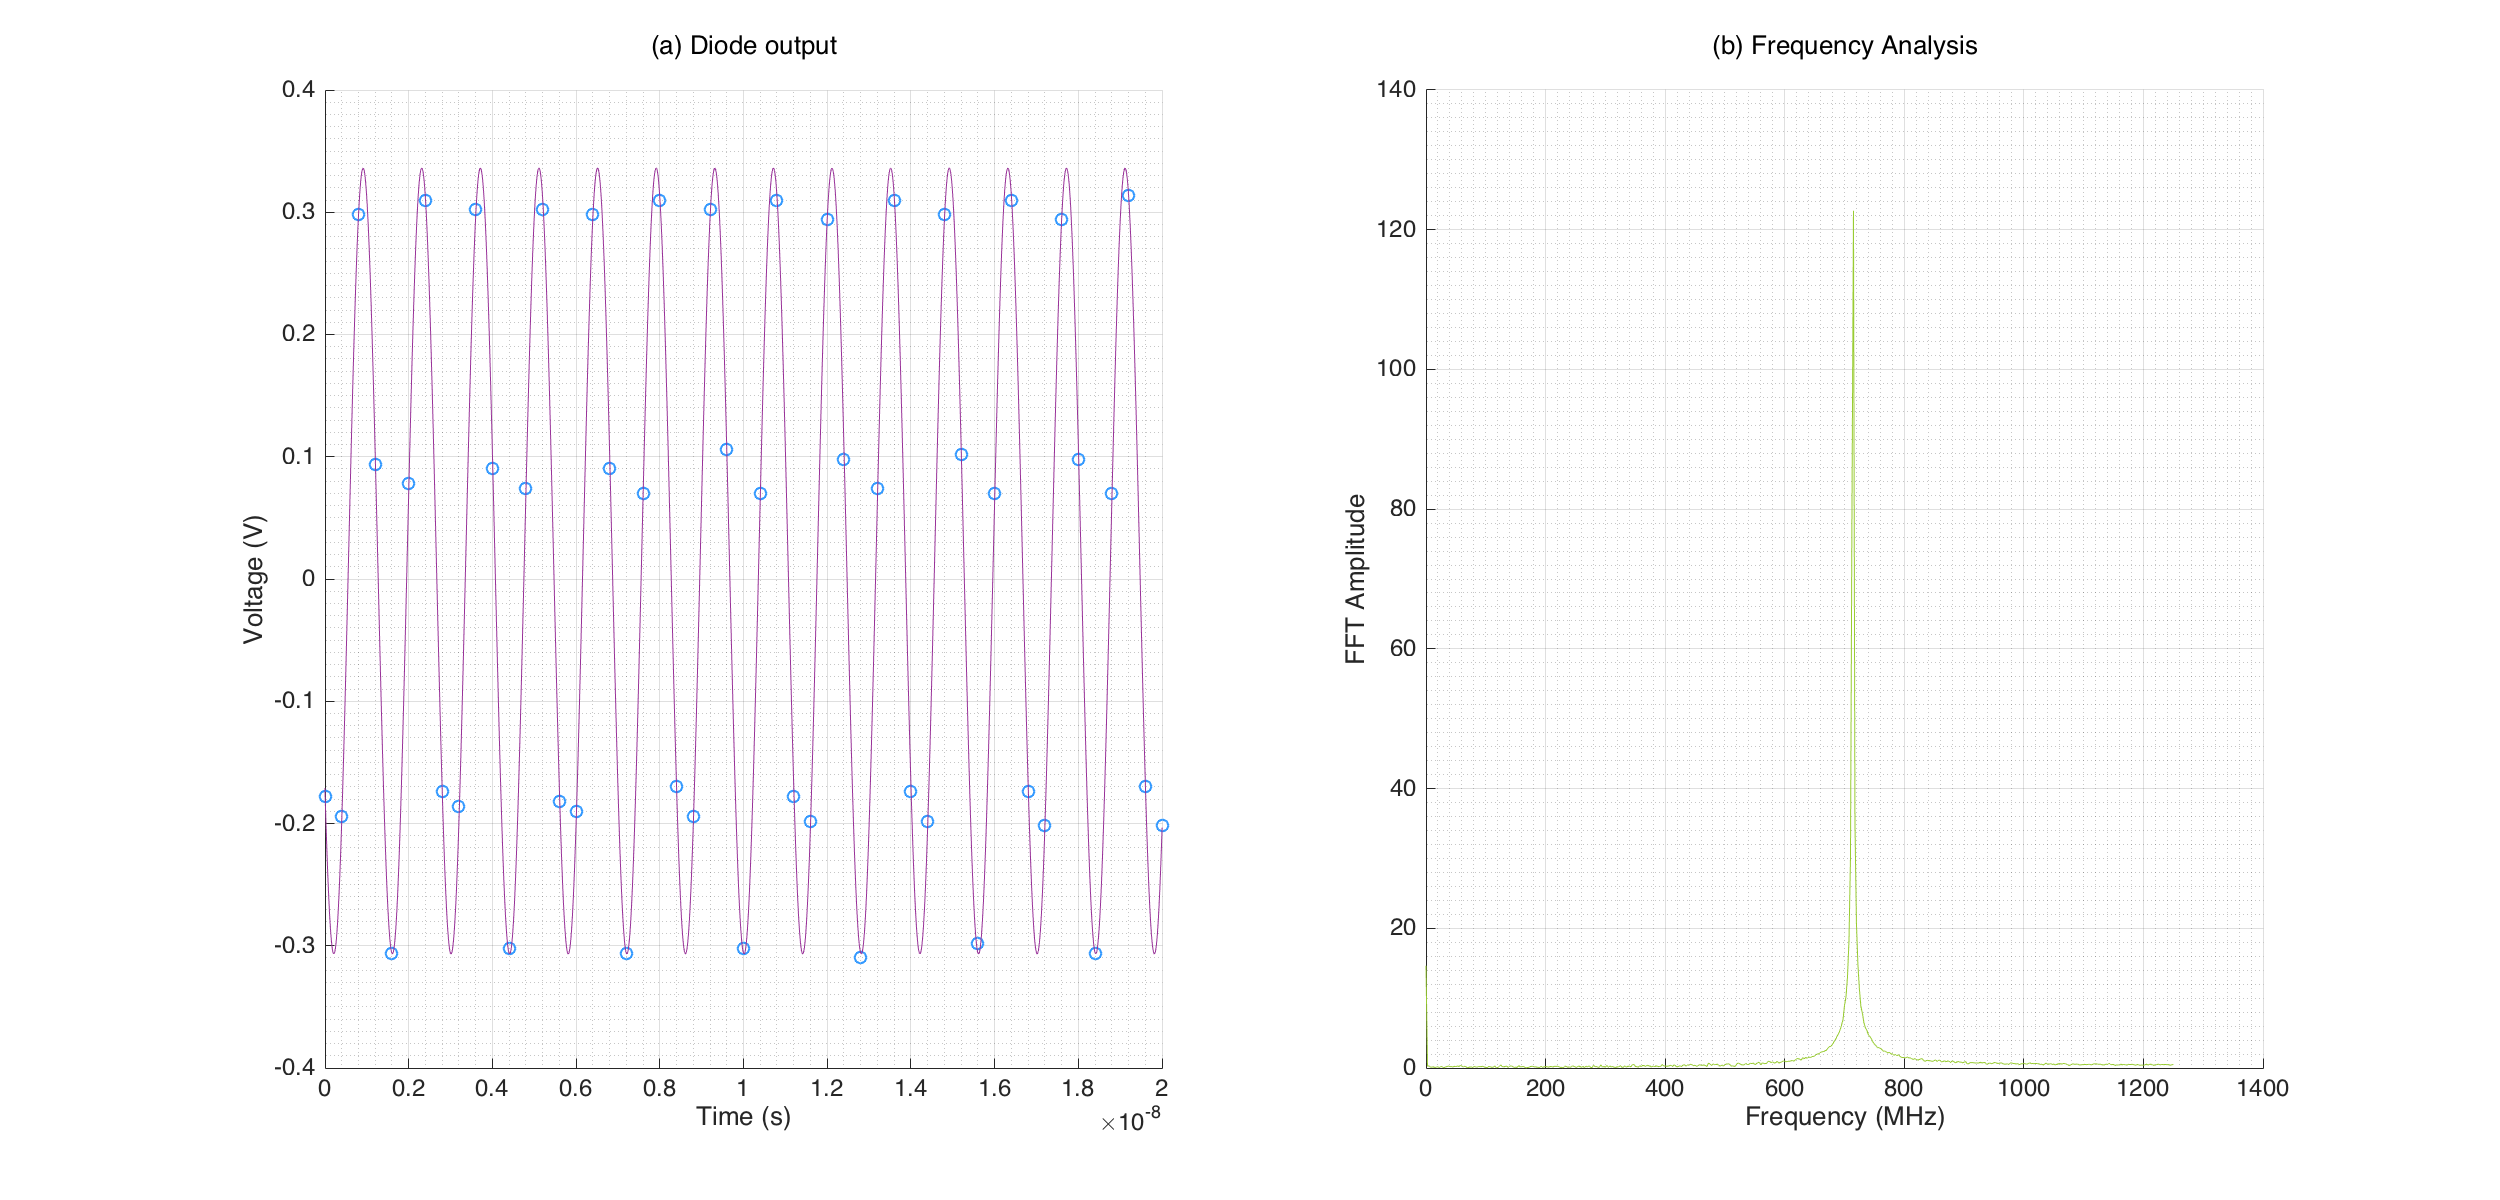 (a) Diode output
0.4
0.3
0.2
0.1
0
-0.1
-0.2
-0.3
-0.4
Voltage (V)
0 0.2 0.4 0.6 0.8 1 1.2 1.4 1.6 1.8 2
Time (s)
×10-8
(b) Frequency Analysis
140
120
100
80
60
40
20
0
FFT Amplitude
0 200 400 600 800 1000 1200 1400
Frequency (MHz)